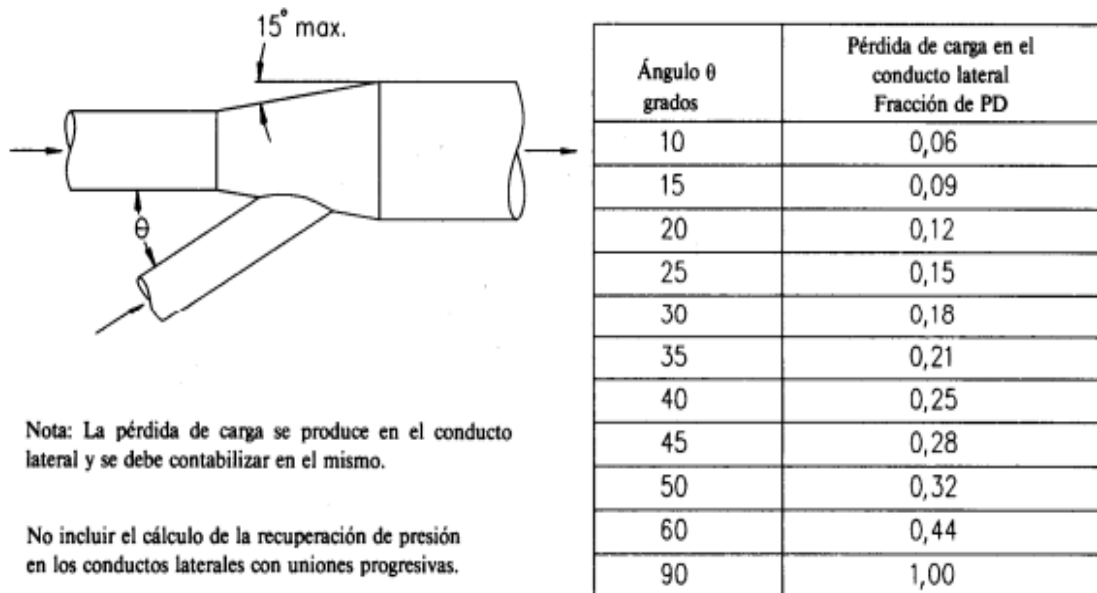 15° max.
θ
Nota: La pérdida de carga se produce en el conducto
lateral y se debe contabilizar en el mismo.
No incluir el cálculo de la recuperación de presión
en los conductos laterales con uniones progresivas.
Ángulo θ
grados
Pérdida de carga en el
conducto lateral
Fracción de PD
10 0,06
15 0,09
20 0,12
25 0,15
30 0,18
35 0,21
40 0,25
45 0,28
50 0,32
60 0,44
90 1,00